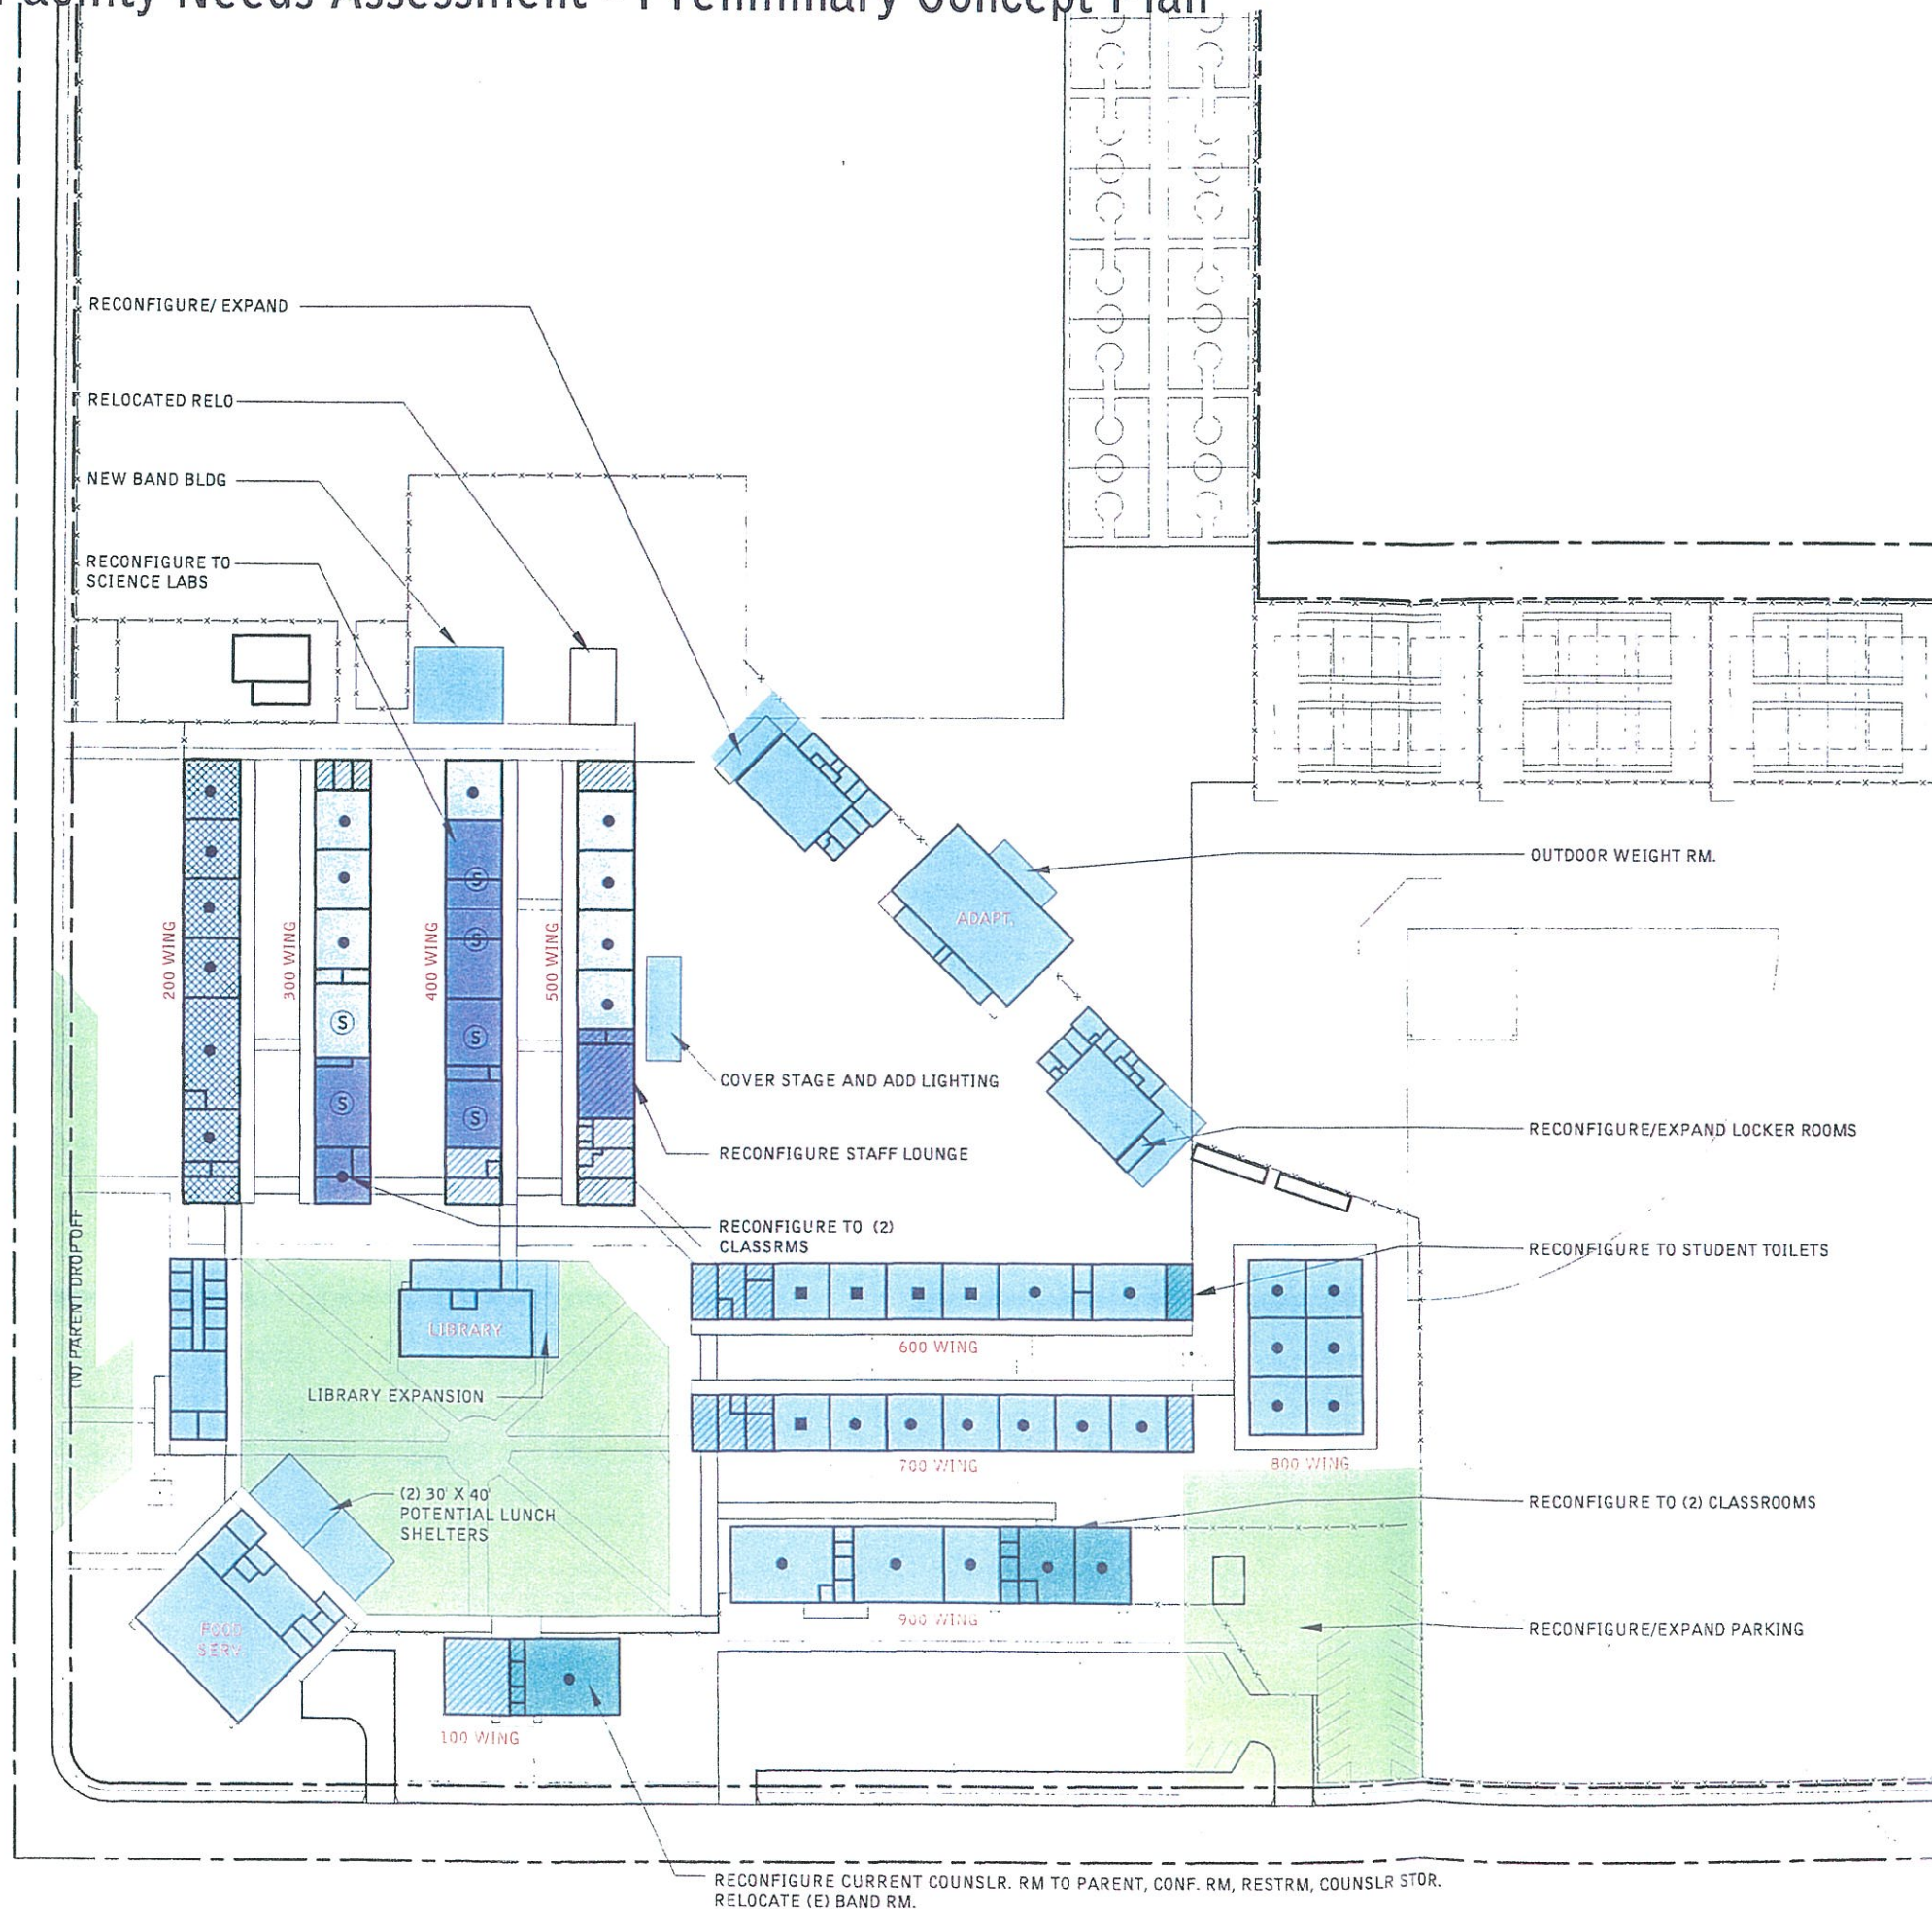 Facility Needs Assessment - Preliminary Concept Plan
RECONFIGURE/ EXPAND
RELOCATED RELO
NEW BAND BLDG
RECONFIGURE TO
SCIENCE LABS
OUTDOOR WEIGHT RM.
ADAPT.
200 WING
300 WING
400 WING
500 WING
S
S
S
S
S
S
COVER STAGE AND ADD LIGHTING
RECONFIGURE/EXPAND LOCKER ROOMS
RECONFIGURE STAFF LOUNGE
RECONFIGURE TO (2)
CLASSRMS
RECONFIGURE TO STUDENT TOILETS
(N) PARENT DROP OFF
LIBRARY
600 WING
LIBRARY EXPANSION
700 WING
800 WING
(2) 30' X 40'
POTENTIAL LUNCH
SHELTERS
RECONFIGURE TO (2) CLASSROOMS
900 WING
FOOD
SERV.
RECONFIGURE/EXPAND PARKING
100 WING
RECONFIGURE CURRENT COUNSLR. RM TO PARENT, CONF. RM, RESTRM, COUNSLR STOR.
RELOCATE (E) BAND RM.